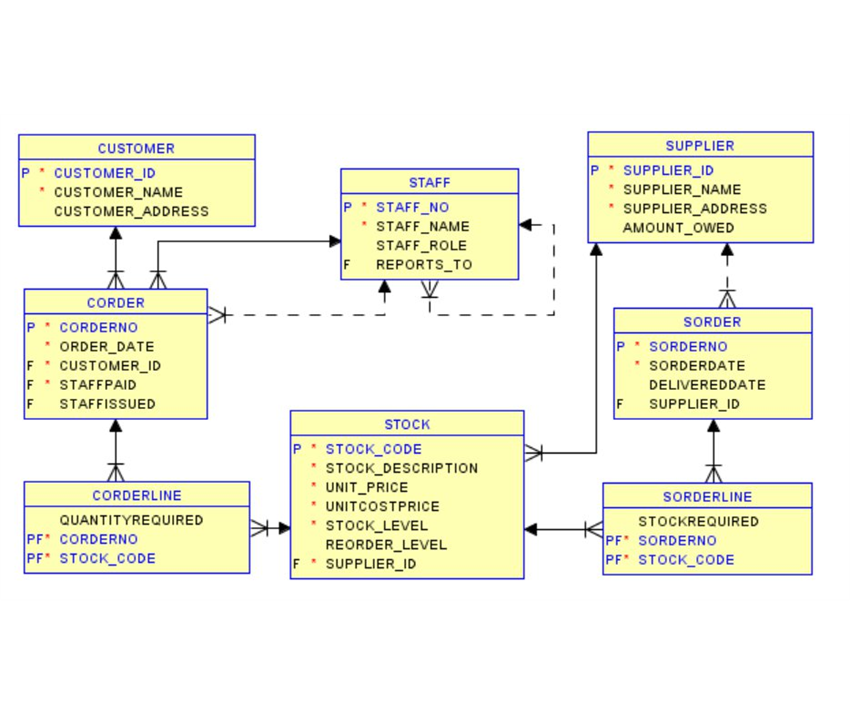 CUSTOMER
P * CUSTOMER_ID
* CUSTOMER_NAME
CUSTOMER_ADDRESS
STAFF
P * STAFF_NO
* STAFF_NAME
STAFF_ROLE
F REPORTS_TO
SUPPLIER
P * SUPPLIER_ID
* SUPPLIER_NAME
* SUPPLIER_ADDRESS
AMOUNT_OWED
CORDER
P * CORDERNO
* ORDER_DATE
F * CUSTOMER_ID
F * STAFFPAID
F STAFFISSUED
SORDER
P * SORDERNO
* SORDERDATE
DELIVEREDDATE
F SUPPLIER_ID
CORDERLINE
QUANTITYREQUIRED
PF* CORDERNO
PF* STOCK_CODE
STOCK
P * STOCK_CODE
* STOCK_DESCRIPTION
* UNIT_PRICE
* UNITCOSTPRICE
* STOCK_LEVEL
REORDER_LEVEL
F * SUPPLIER_ID
SORDERLINE
STOCKREQUIRED
PF* SORDERNO
PF* STOCK_CODE